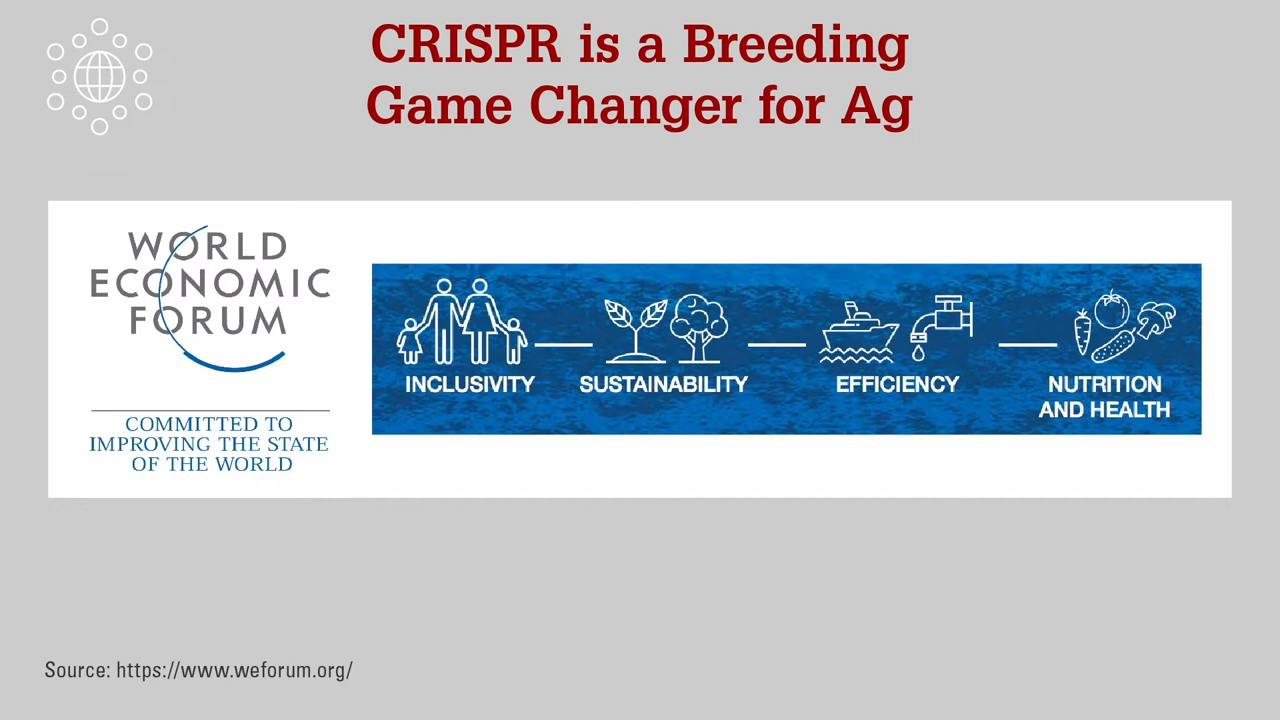 CRISPR is a Breeding
Game Changer for Ag
WORLD
ECONOMIC
FORUM
COMMITTED TO
IMPROVING THE STATE
OF THE WORLD
INCLUSIVITY
SUSTAINABILITY
EFFICIENCY
NUTRITION
AND HEALTH
Source: https://www.weforum.org/